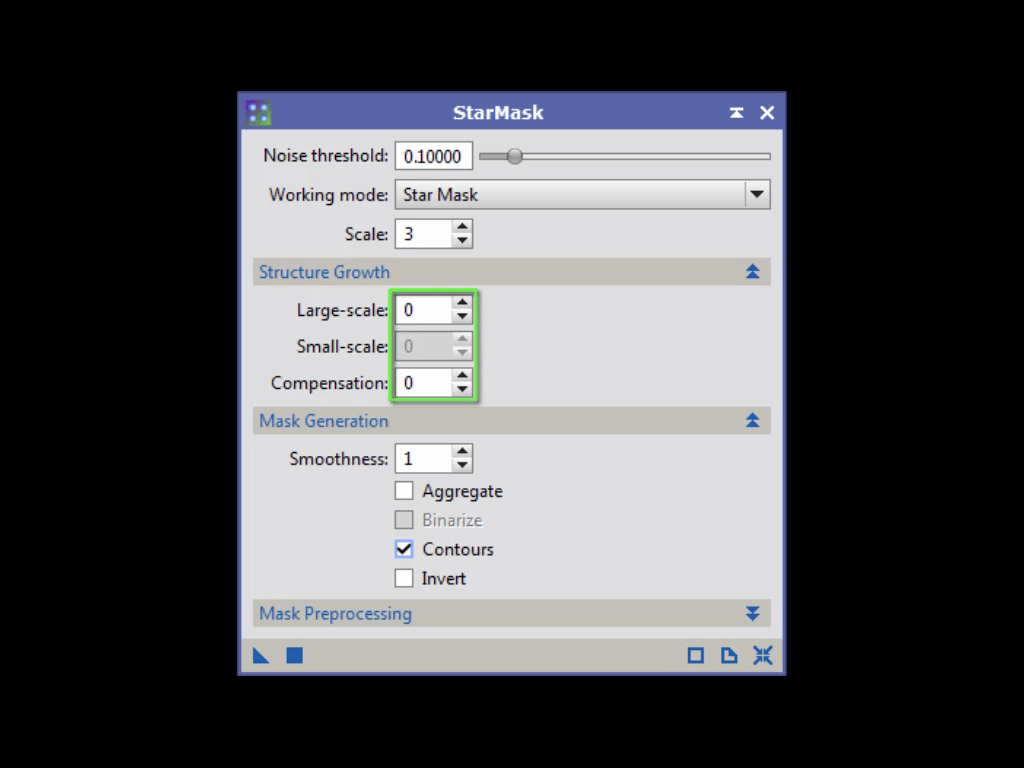 StarMask
Noise threshold: 0.10000
Working mode: Star Mask
Scale: 3
Structure Growth
Large-scale: 0
Small-scale: 0
Compensation: 0
Mask Generation
Smoothness: 1
Aggregate
Binarize
Contours
Invert
Mask Preprocessing